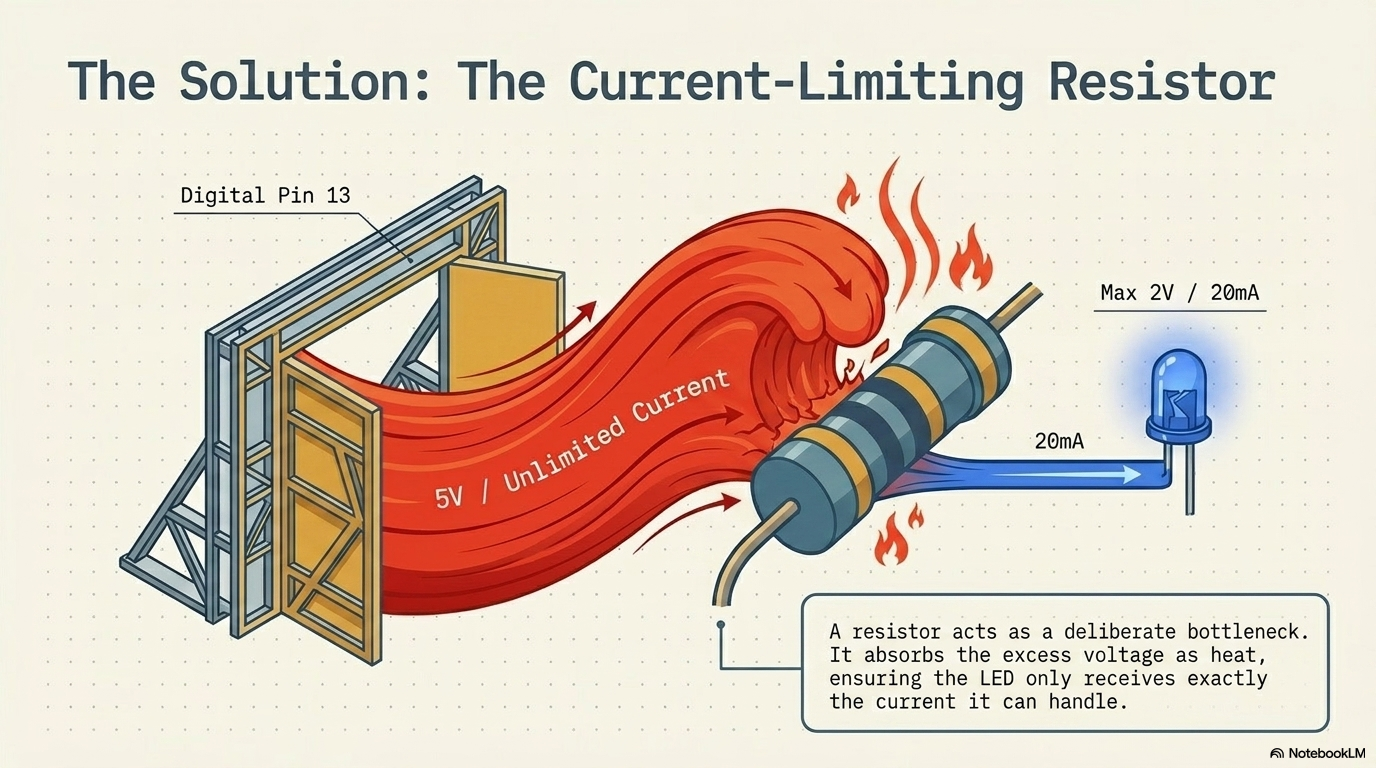 The Solution: The Current-Limiting Resistor
Digital Pin 13
5V / Unlimited Current
Max 2V / 20mA
20mA
A resistor acts as a deliberate bottleneck.
It absorbs the excess voltage as heat,
ensuring the LED only receives exactly
the current it can handle.
NotebookLM